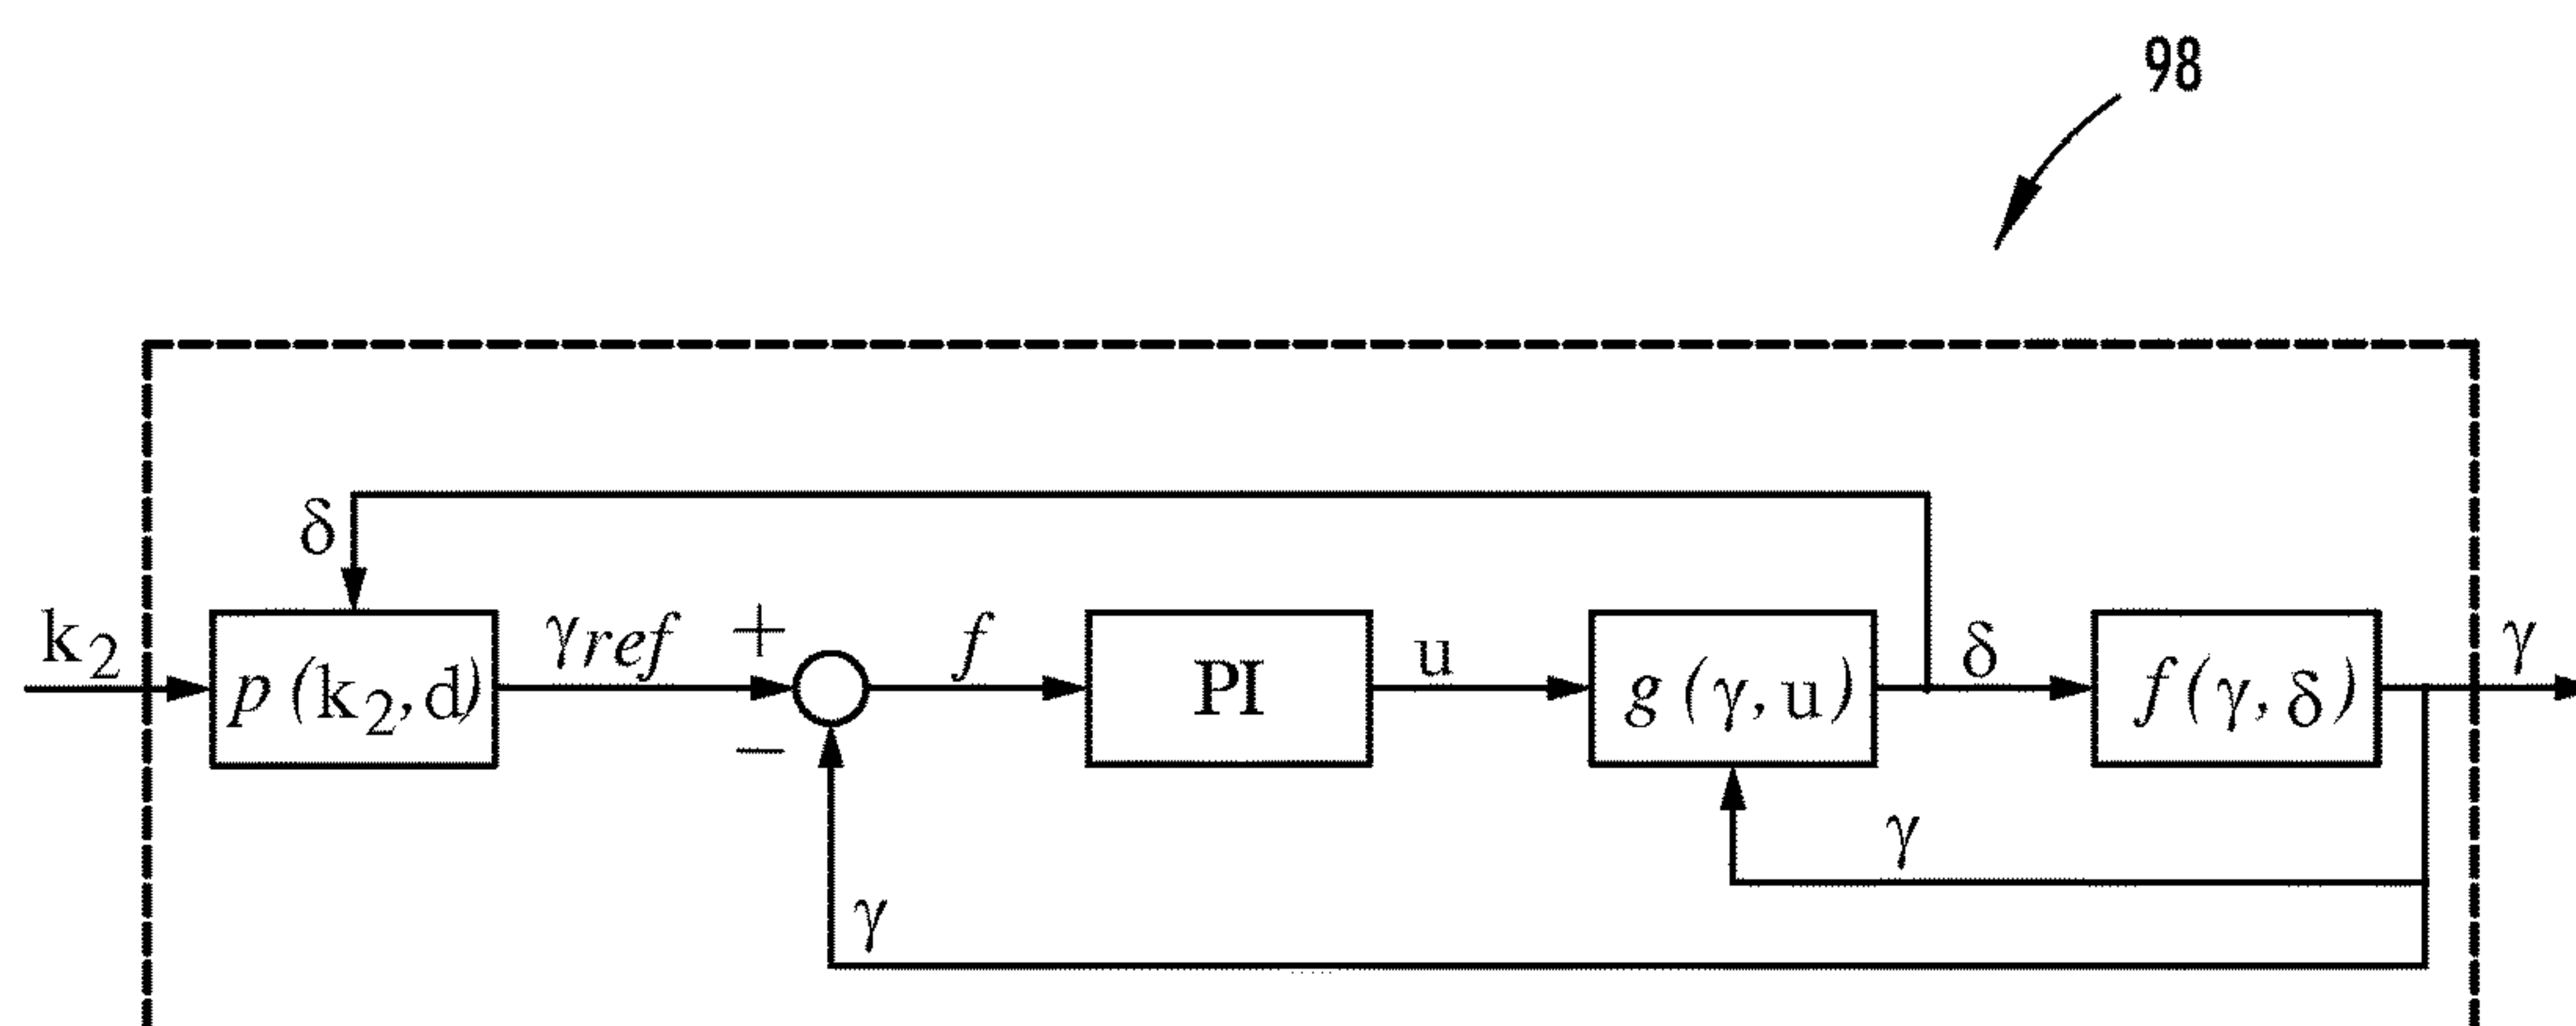 98
δ
k₂
p (k₂,d)
γref
+
−
f
PI
u
g (γ, u)
δ
f (γ, δ)
γ
γ
γ